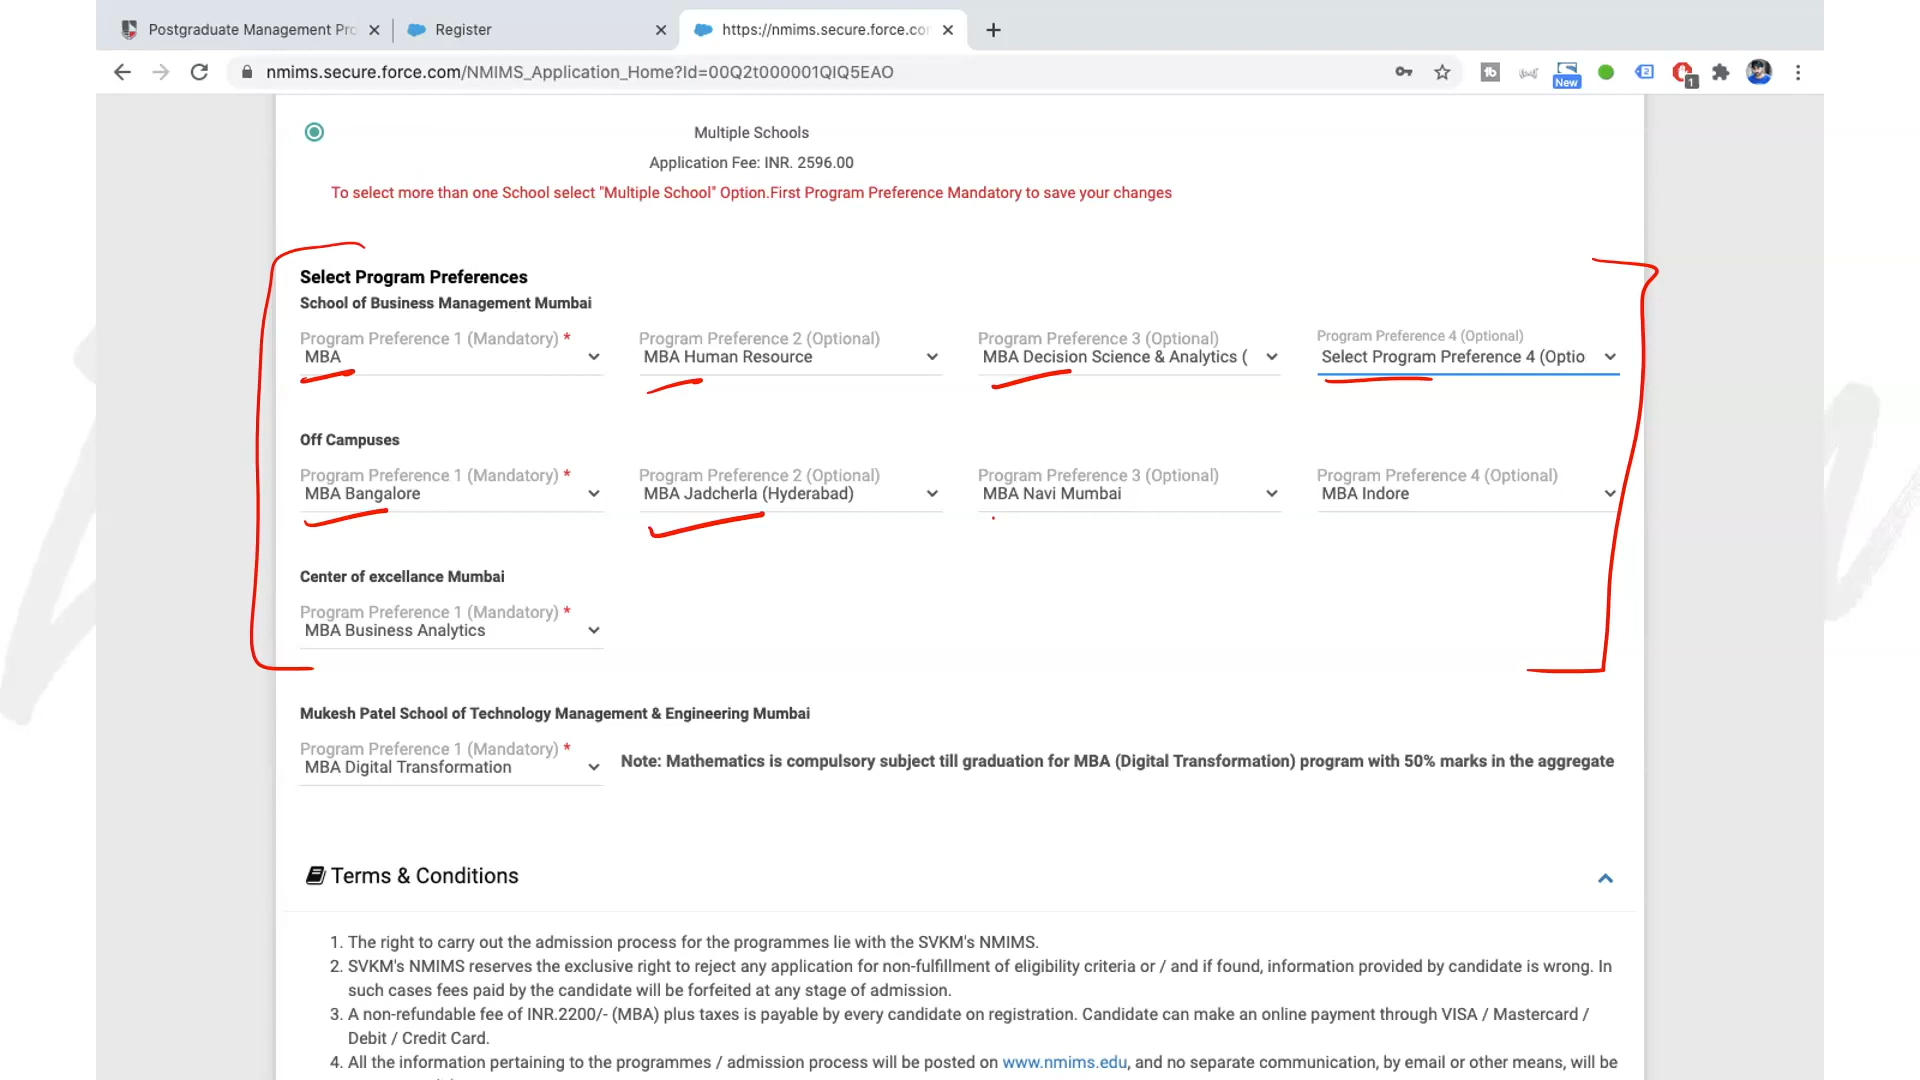 Postgraduate Management Pro
Register
https://nmims.secure.force.cor
nmims.secure.force.com/NMIMS_Application_Home?Id=00Q2t000001QIQ5EAO
New
1
Multiple Schools
Application Fee: INR. 2596.00
To select more than one School select "Multiple School" Option.First Program Preference Mandatory to save your changes
Select Program Preferences
School of Business Management Mumbai
Program Preference 1 (Mandatory) * Program Preference 2 (Optional) Program Preference 3 (Optional) Program Preference 4 (Optional)
MBA MBA Human Resource MBA Decision Science & Analytics ( Select Program Preference 4 (Optio
Off Campuses
Program Preference 1 (Mandatory) * Program Preference 2 (Optional) Program Preference 3 (Optional) Program Preference 4 (Optional)
MBA Bangalore MBA Jadcherla (Hyderabad) MBA Navi Mumbai MBA Indore
Center of excellance Mumbai
Program Preference 1 (Mandatory) *
MBA Business Analytics
Mukesh Patel School of Technology Management & Engineering Mumbai
Program Preference 1 (Mandatory) *
MBA Digital Transformation
Note: Mathematics is compulsory subject till graduation for MBA (Digital Transformation) program with 50% marks in the aggregate
Terms & Conditions
1. The right to carry out the admission process for the programmes lie with the SVKM's NMIMS.
2. SVKM's NMIMS reserves the exclusive right to reject any application for non-fulfillment of eligibility criteria or / and if found, information provided by candidate is wrong. In
such cases fees paid by the candidate will be forfeited at any stage of admission.
3. A non-refundable fee of INR.2200/- (MBA) plus taxes is payable by every candidate on registration. Candidate can make an online payment through VISA / Mastercard /
Debit / Credit Card.
4. All the information pertaining to the programmes / admission process will be posted on www.nmims.edu, and no separate communication, by email or other means, will be